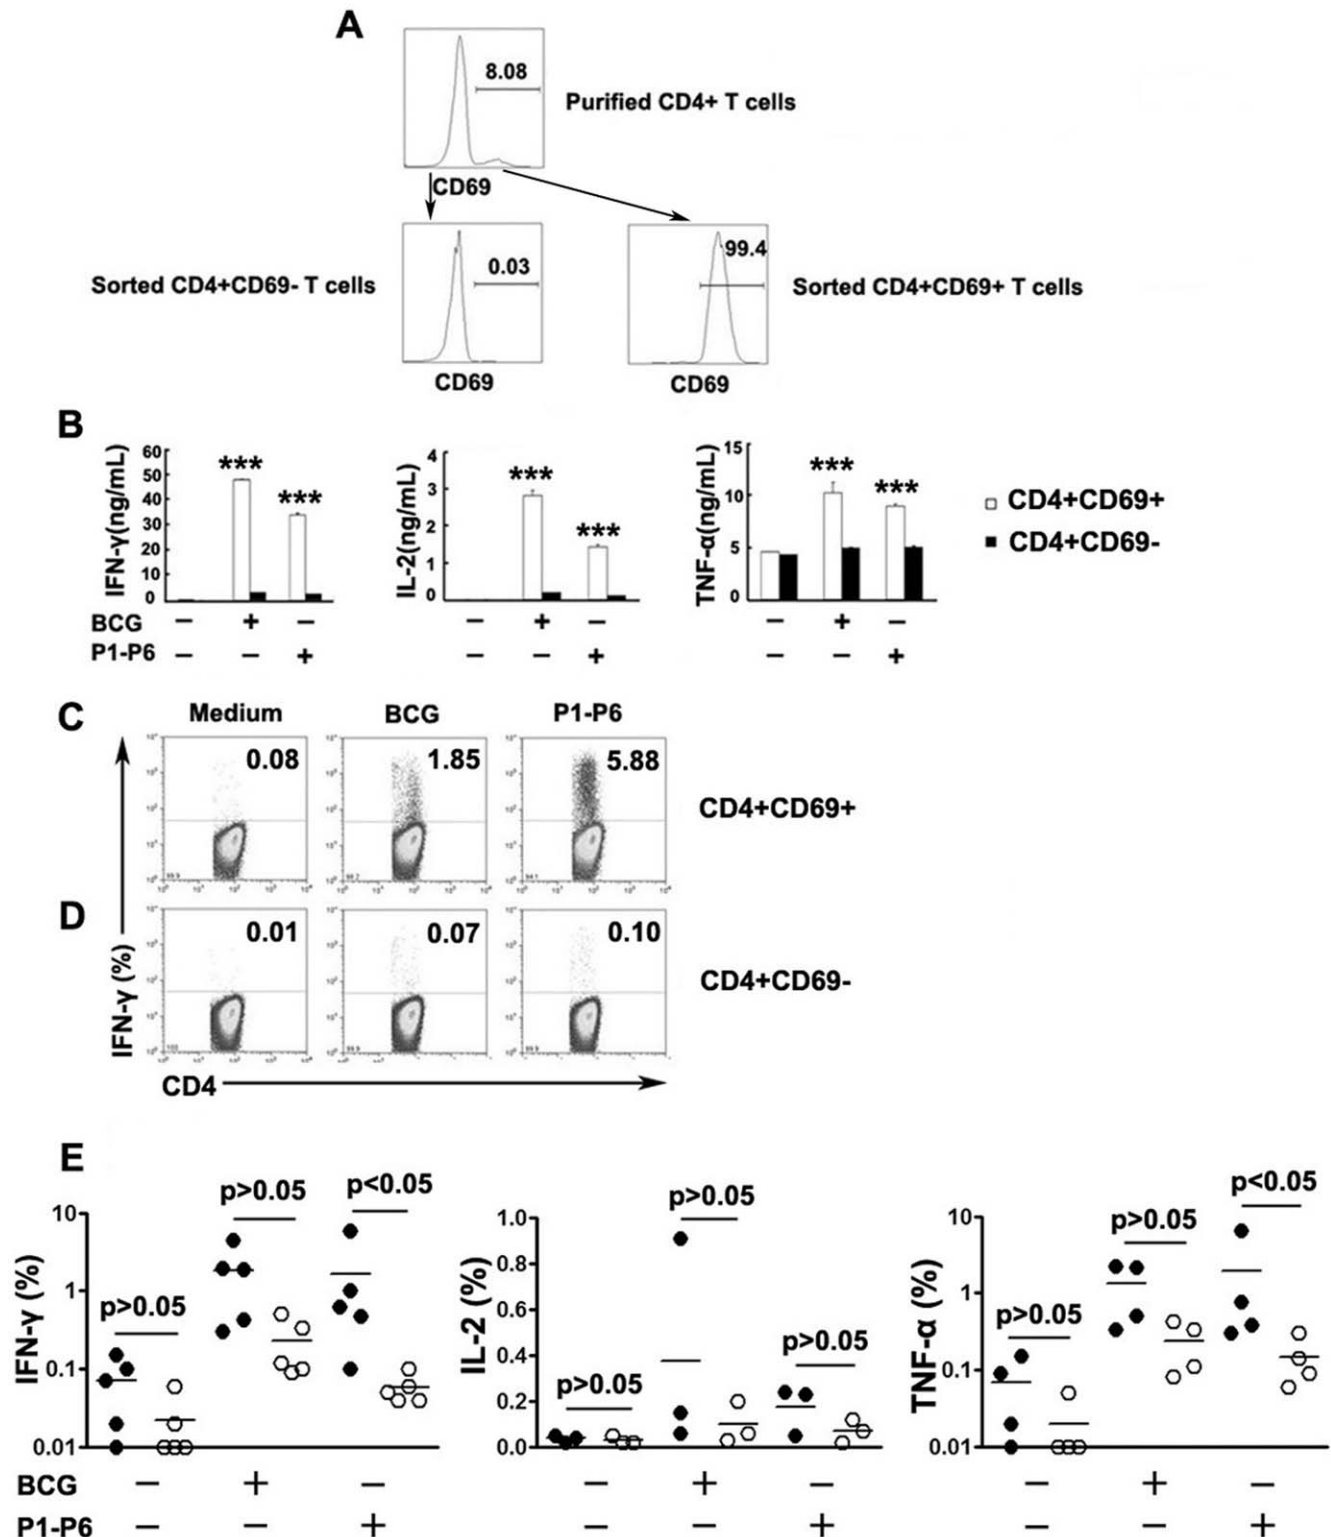 A
8.08
Purified CD4+ T cells
CD69
Sorted CD4+CD69- T cells
0.03
99.4
Sorted CD4+CD69+ T cells
CD69
CD69
B
IFN-γ(ng/mL)
60
50
40
30
20
10
0
***
***
IL-2(ng/mL)
4
3
2
1
0
***
***
TNF-α(ng/mL)
15
10
5
0
***
***
CD4+CD69+
CD4+CD69-
BCG − + − − + − − + −
P1-P6 − − + − − + − − +
C
Medium
BCG
P1-P6
0.08
1.85
5.88
CD4+CD69+
D
0.01
0.07
0.10
CD4+CD69-
IFN-γ (%)
CD4
E
IFN-γ (%)
10
1
0.1
0.01
p>0.05
p>0.05
p<0.05
IL-2 (%)
1.0
0.8
0.6
0.4
0.2
0.0
p>0.05
p>0.05
p>0.05
TNF-α (%)
10
1
0.1
0.01
p>0.05
p>0.05
p<0.05
BCG − + − − + − − + −
P1-P6 − − + − − + − − +